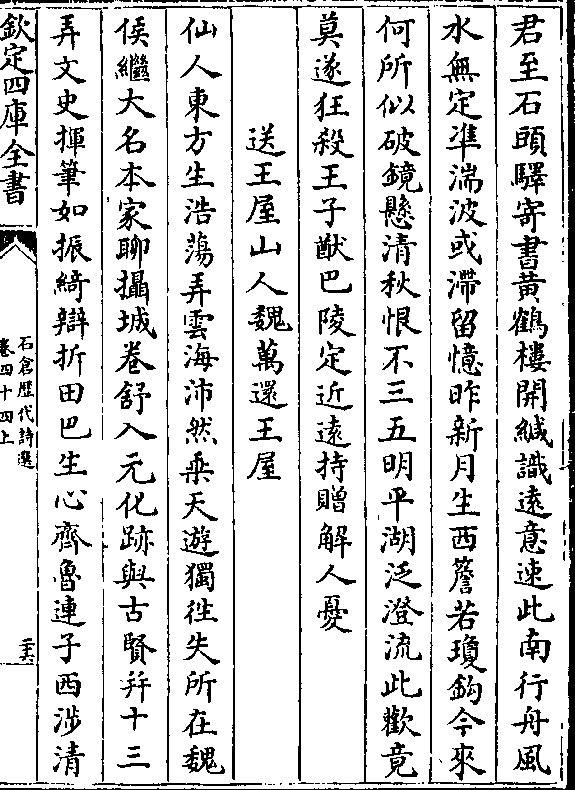 君至石頭驛寄書黄鶴樓開緘識遠意速此南行舟風
水無定凖湍波或滯留憶昨新月生西簷若瓊鈎今來
何所似破鏡懸清秋恨不三五明平湖泛澄流此歡竟
莫遂狂殺王子猷巴陵定近遠持贈解人憂
送王屋山人魏萬還王屋
仙人東方生浩蕩弄雲海沛然乗天遊獨徃失所在魏
侯繼大名本家聊攝城卷舒入元化跡與古賢并十三
弄文史揮筆如振綺辯折田巴生心齊魯連子西涉清
欽定四庫全書
石倉歴代詩選
卷四十四上
二十六